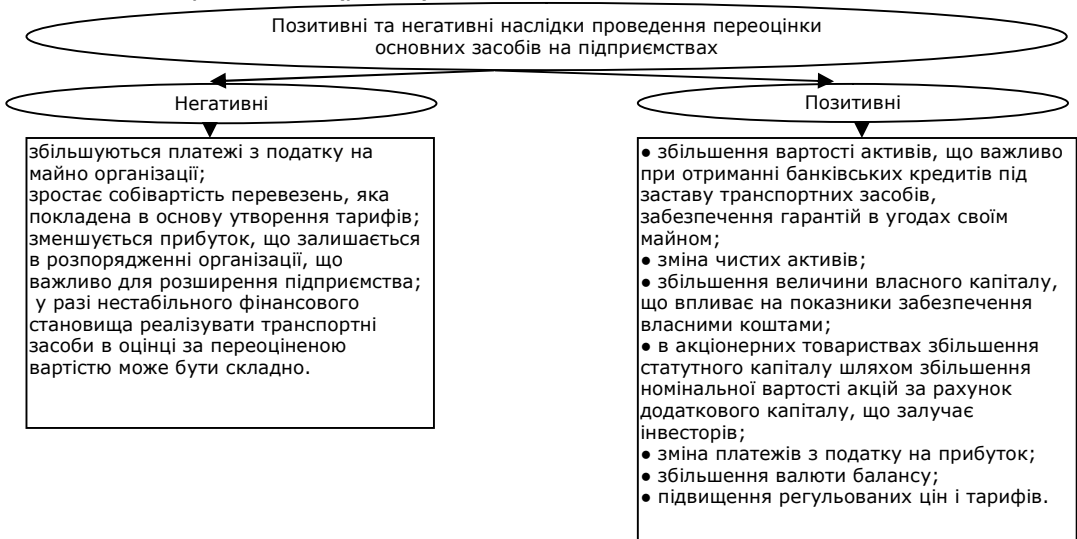 Позитивні та негативні наслідки проведення переоцінки
основних засобів на підприємствах
Негативні
збільшуються платежі з податку на
майно організації;
зростає собівартість перевезень, яка
покладена в основу утворення тарифів;
зменшується прибуток, що залишається
в розпорядженні організації, що
важливо для розширення підприємства;
у разі нестабільного фінансового
становища реалізувати транспортні
засоби в оцінці за переоціненою
вартістю може бути складно.
Позитивні
● збільшення вартості активів, що важливо
при отриманні банківських кредитів під
заставу транспортних засобів,
забезпечення гарантій в угодах своїм
майном;
● зміна чистих активів;
● збільшення величини власного капіталу,
що впливає на показники забезпечення
власними коштами;
● в акціонерних товариствах збільшення
статутного капіталу шляхом збільшення
номінальної вартості акцій за рахунок
додаткового капіталу, що залучає
інвесторів;
● зміна платежів з податку на прибуток;
● збільшення валюти балансу;
● підвищення регульованих цін і тарифів.